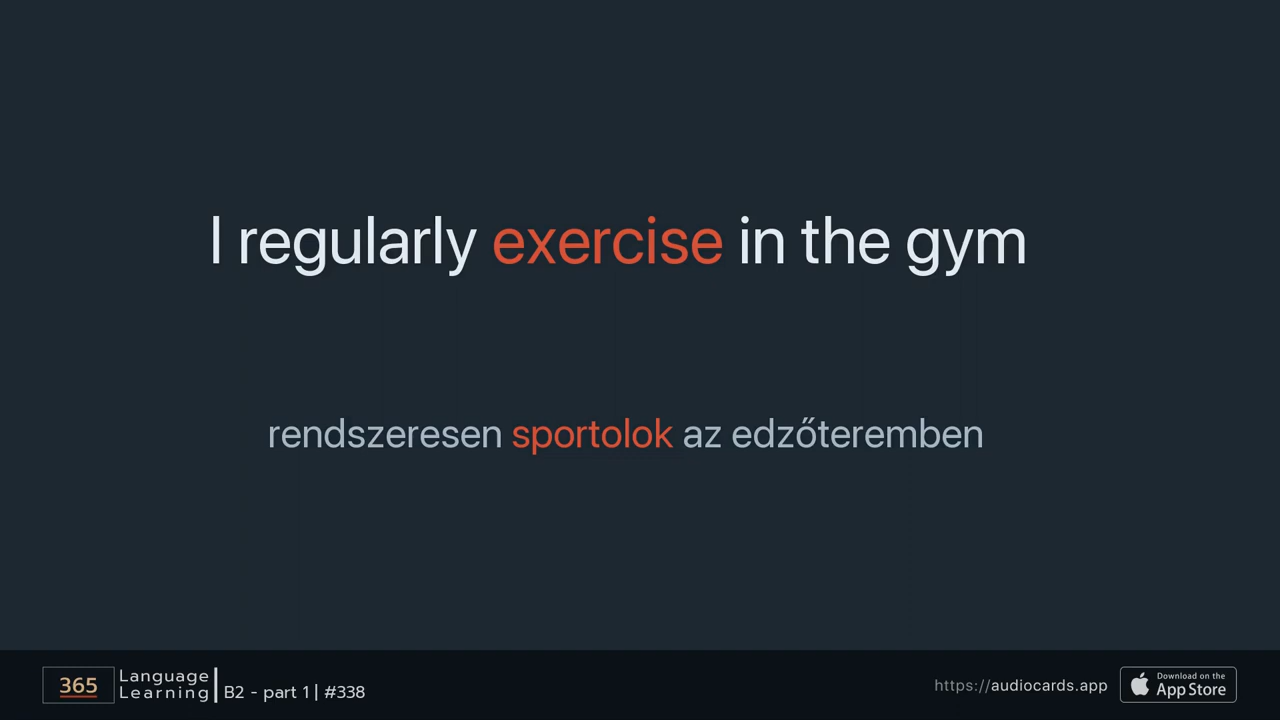 I regularly exercise in the gym
rendszeresen sportolok az edzőteremben
365
Language
Learning
B2 - part 1 | #338
https://audiocards.app
Download on the
App Store